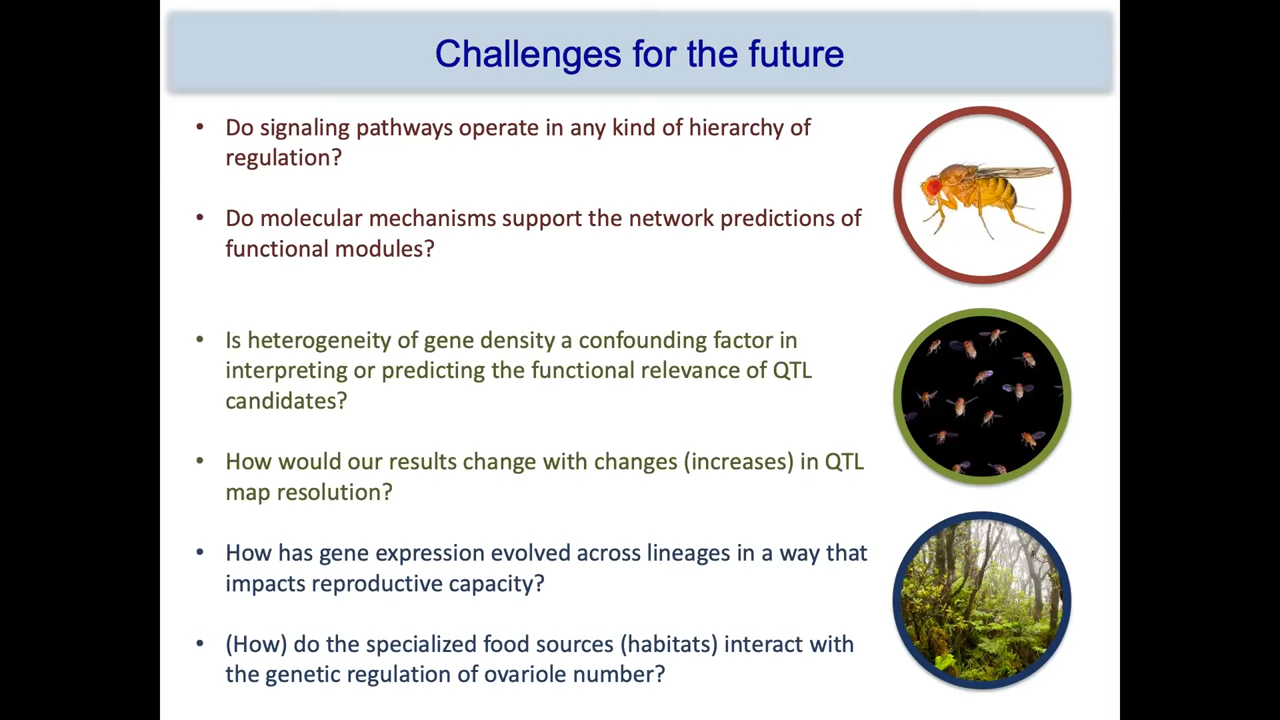 Challenges for the future
• Do signaling pathways operate in any kind of hierarchy of
regulation?
• Do molecular mechanisms support the network predictions of
functional modules?
• Is heterogeneity of gene density a confounding factor in
interpreting or predicting the functional relevance of QTL
candidates?
• How would our results change with changes (increases) in QTL
map resolution?
• How has gene expression evolved across lineages in a way that
impacts reproductive capacity?
• (How) do the specialized food sources (habitats) interact with
the genetic regulation of ovariole number?